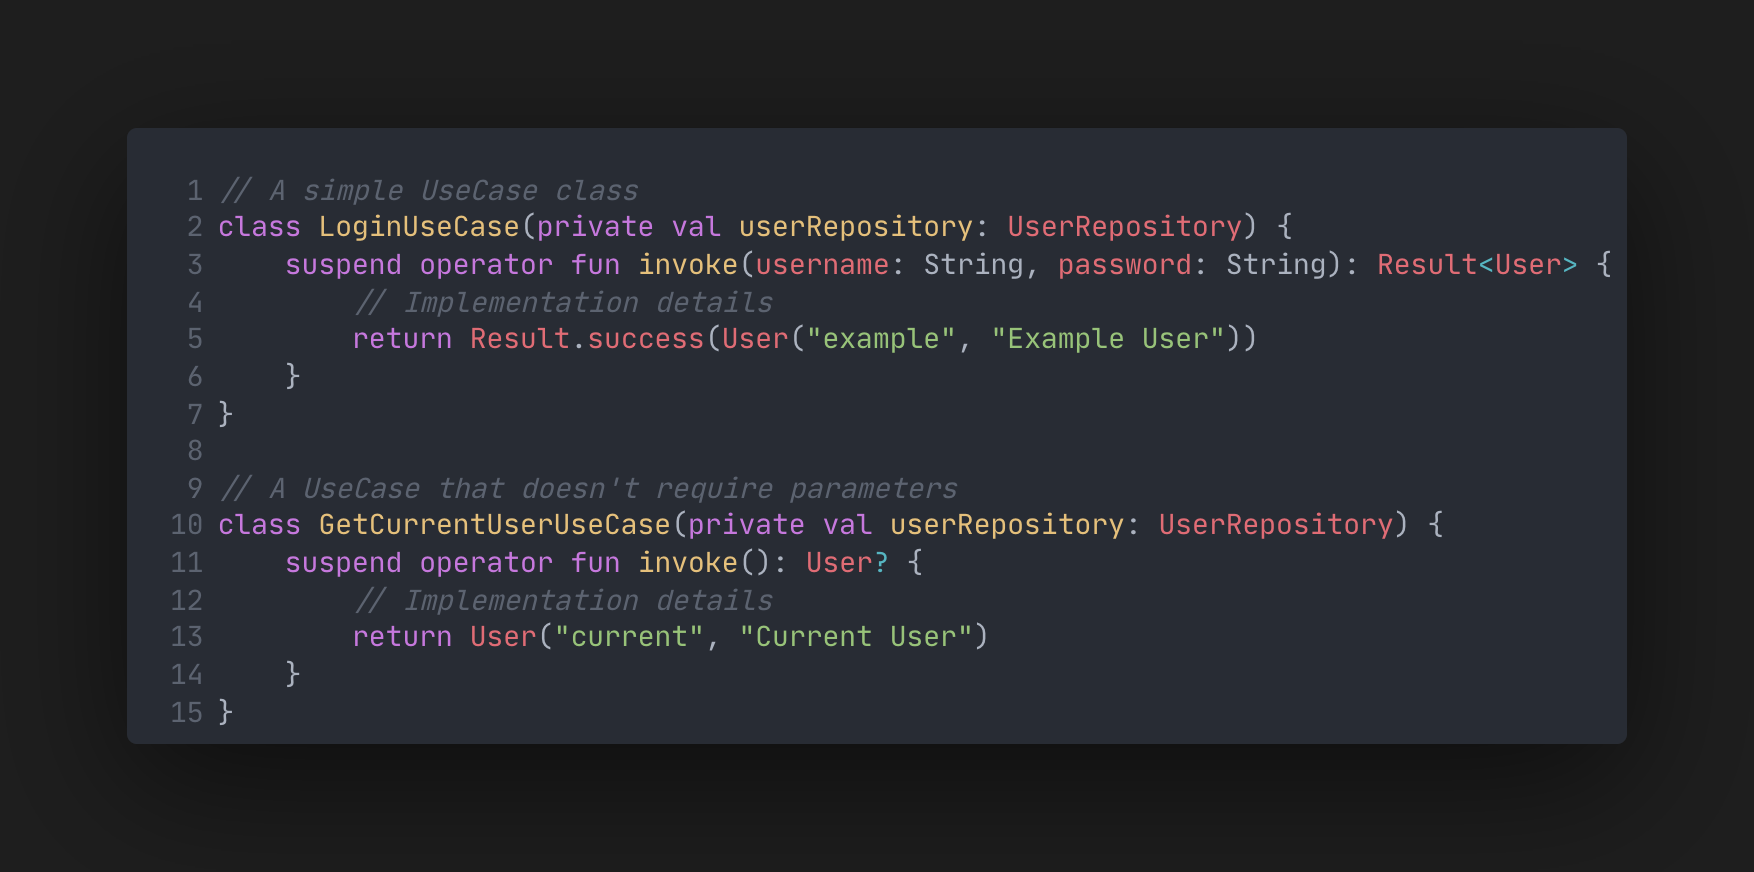 1 // A simple UseCase class
2 class LoginUseCase(private val userRepository: UserRepository) {
3     suspend operator fun invoke(username: String, password: String): Result<User> {
4         // Implementation details
5         return Result.success(User("example", "Example User"))
6     }
7 }
8
9 // A UseCase that doesn't require parameters
10 class GetCurrentUserUseCase(private val userRepository: UserRepository) {
11     suspend operator fun invoke(): User? {
12         // Implementation details
13         return User("current", "Current User")
14     }
15 }